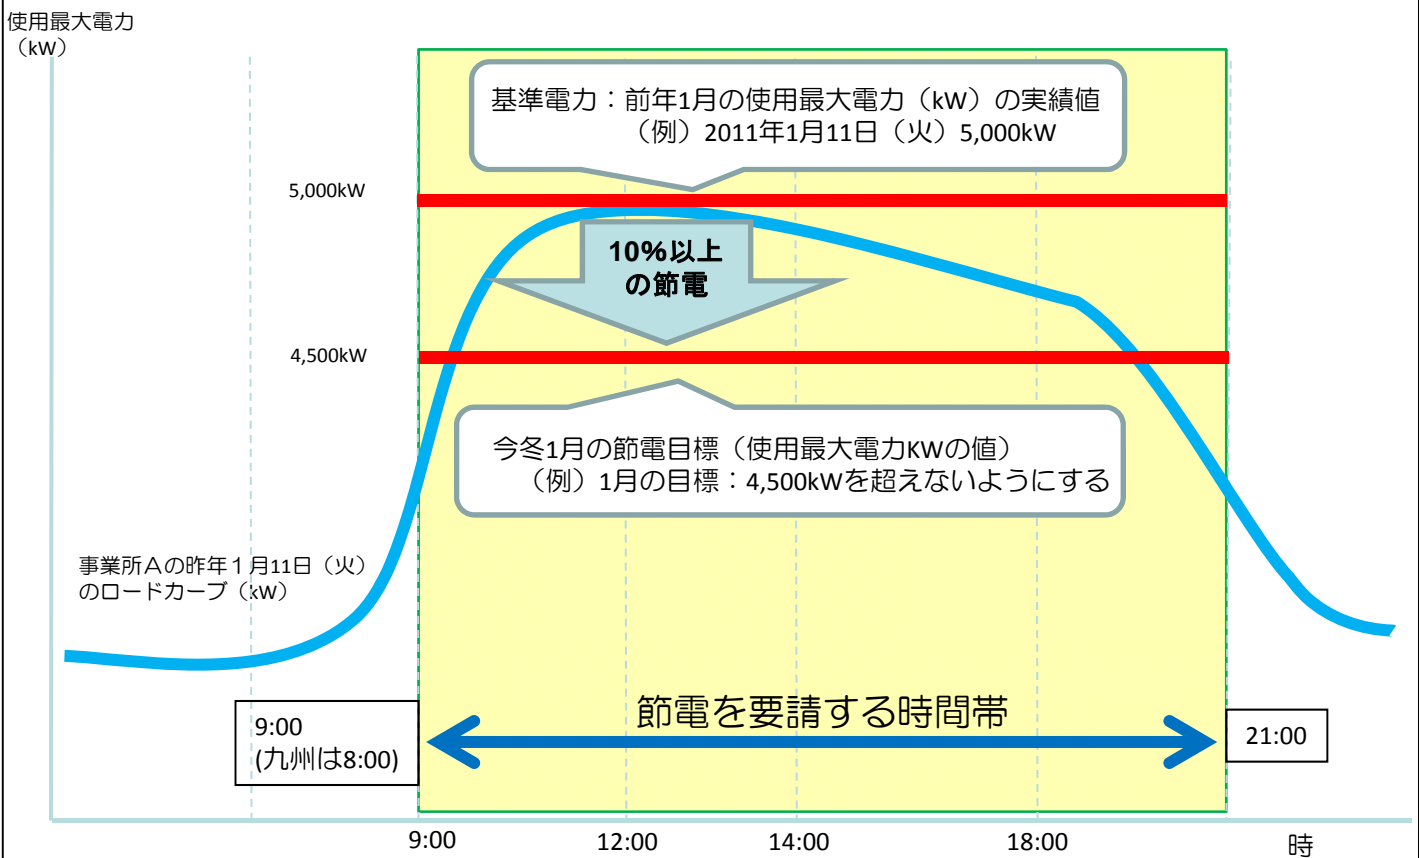 使用最大電力
（kW）
基準電力：前年1月の使用最大電力（kW）の実績値
（例）2011年1月11日（火）5,000kW
5,000kW
10%以上
の節電
4,500kW
今冬1月の節電目標（使用最大電力KWの値）
（例）1月の目標：4,500kWを超えないようにする
事業所Ａの昨年１月11日（火）
のロードカーブ（kW）
節電を要請する時間帯
9:00
(九州は8:00)
21:00
9:00
12:00
14:00
18:00
時